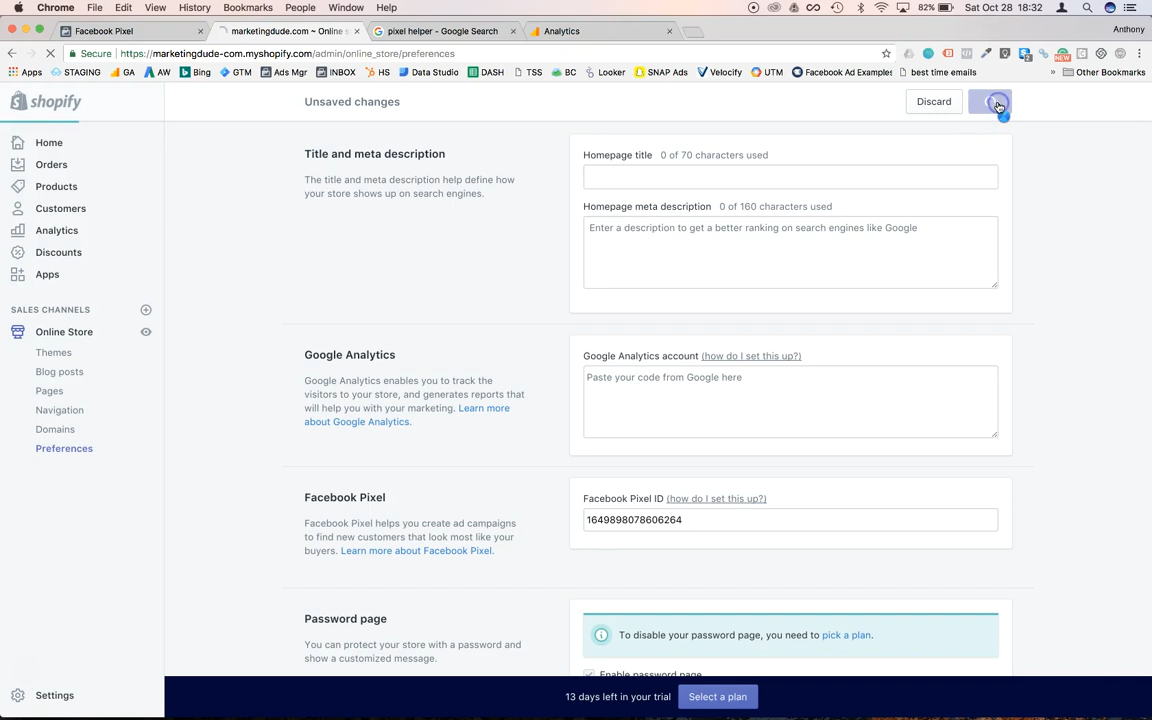 Chrome File Edit View History Bookmarks People Window Help
82% Sat Oct 28 18:32
Facebook Pixel
marketingdude.com ~ Online s
pixel helper - Google Search
Analytics
Anthony
Secure https://marketingdude-com.myshopify.com/admin/online_store/preferences
NEW
Apps STAGING GA AW Bing GTM Ads Mgr INBOX HS Data Studio DASH TSS BC Looker SNAP Ads Velocify UTM Facebook Ad Examples best time emails » Other Bookmarks
shopify
Unsaved changes
Discard
Home
Orders
Products
Customers
Analytics
Discounts
Apps
SALES CHANNELS
Online Store
Themes
Blog posts
Pages
Navigation
Domains
Preferences
Settings
Title and meta description
The title and meta description help define how
your store shows up on search engines.
Homepage title 0 of 70 characters used
Homepage meta description 0 of 160 characters used
Enter a description to get a better ranking on search engines like Google
Google Analytics
Google Analytics enables you to track the
visitors to your store, and generates reports that
will help you with your marketing. Learn more
about Google Analytics.
Google Analytics account (how do I set this up?)
Paste your code from Google here
Facebook Pixel
Facebook Pixel helps you create ad campaigns
to find new customers that look most like your
buyers. Learn more about Facebook Pixel.
Facebook Pixel ID (how do I set this up?)
1649898078606264
Password page
You can protect your store with a password and
show a customized message.
To disable your password page, you need to pick a plan.
Enable password page
13 days left in your trial
Select a plan